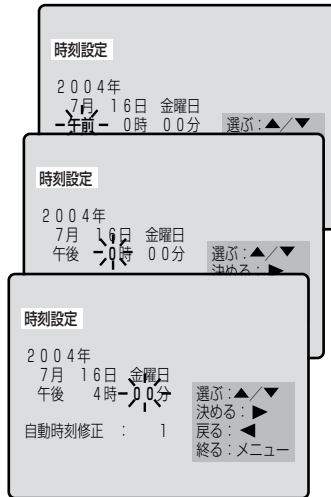 時刻設定
2004年
7月 16日 金曜日
午前 0時 00分
選ぶ:▲/▼
時刻設定
2004年
7月 16日 金曜日
午後 0時 00分
選ぶ:▲/▼
決める:▶
時刻設定
2004年
7月 16日 金曜日
午後 4時 00分
自動時刻修正 : 1
選ぶ:▲/▼
決める:▶
戻る:◀
終る:メニュー